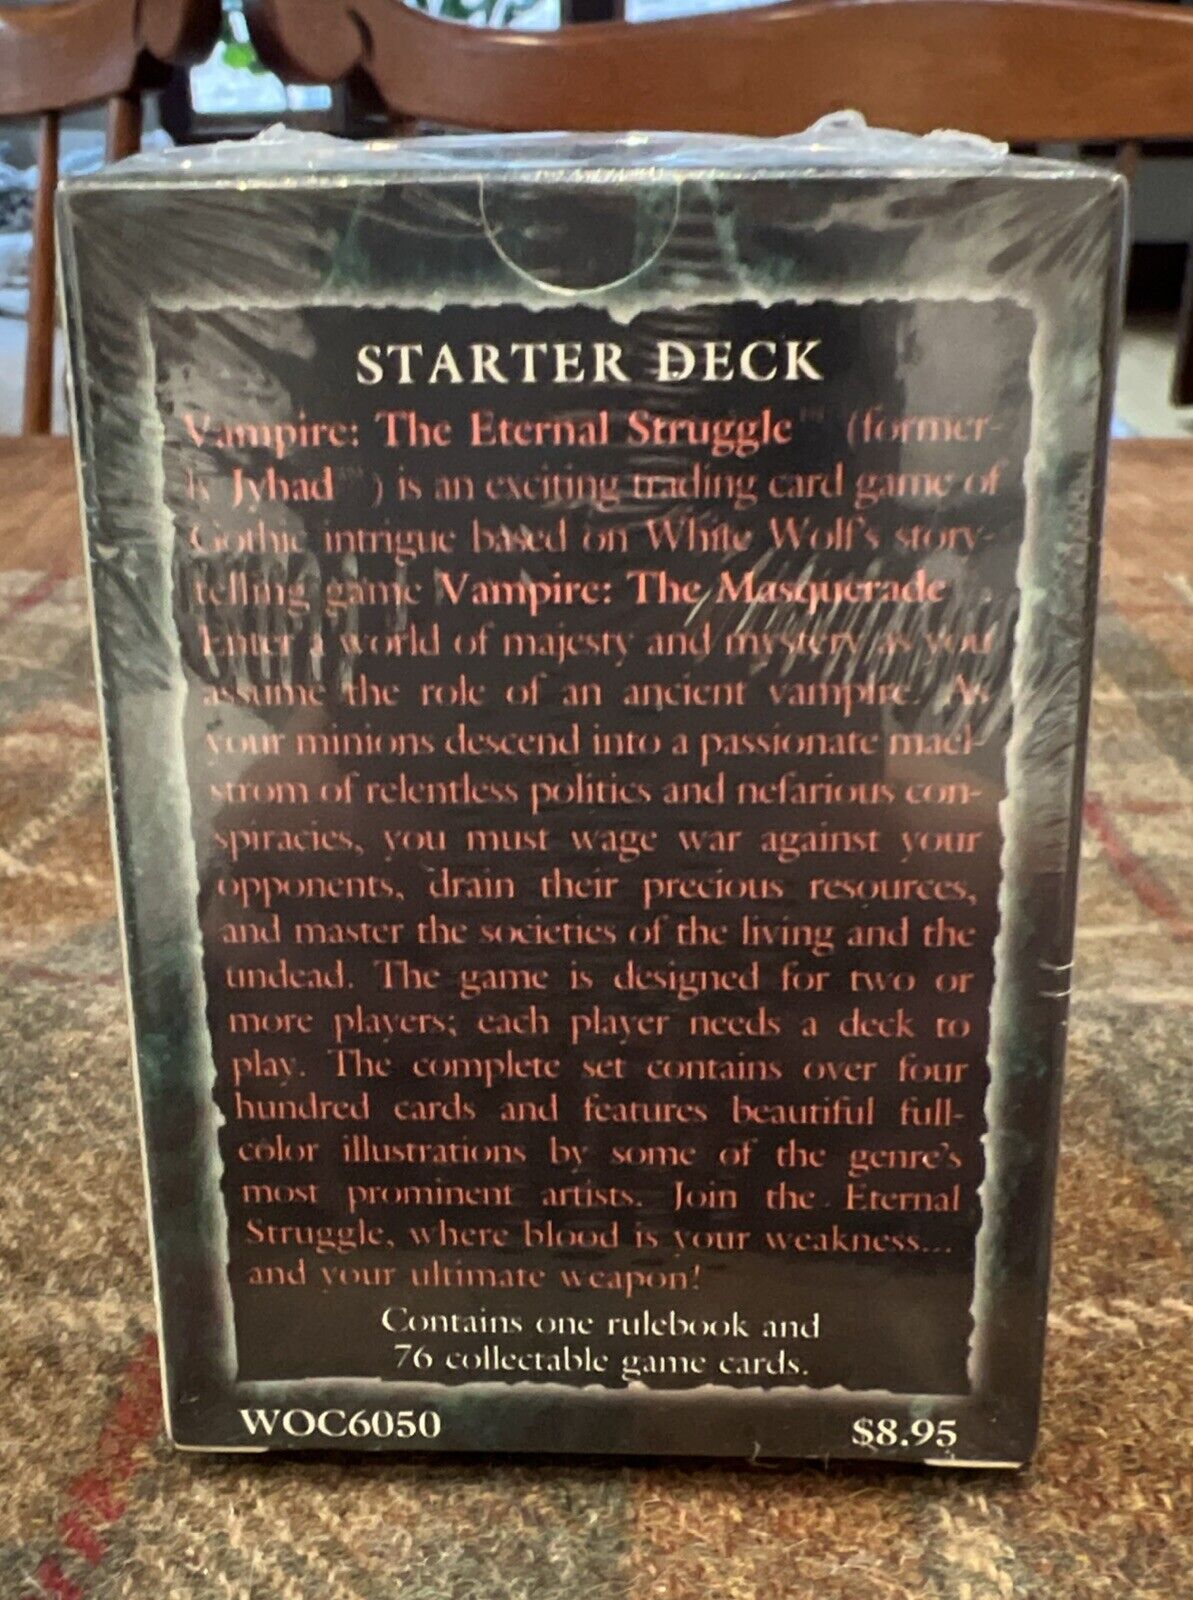 STARTER DECK
Vampire: The Eternal Struggle™ (former-
ly Jyhad™) is an exciting trading card game of
Gothic intrigue based on White Wolf's story-
telling game Vampire: The Masquerade.
Enter a world of majesty and mystery as you
assume the role of an ancient vampire. As
your minions descend into a passionate mael-
strom of relentless politics and nefarious con-
spiracies, you must wage war against your
opponents, drain their precious resources,
and master the societies of the living and the
undead. The game is designed for two or
more players; each player needs a deck to
play. The complete set contains over four
hundred cards and features beautiful full-
color illustrations by some of the genre's
most prominent artists. Join the Eternal
Struggle, where blood is your weakness...
and your ultimate weapon!
Contains one rulebook and
76 collectable game cards.
WOC6050
$8.95